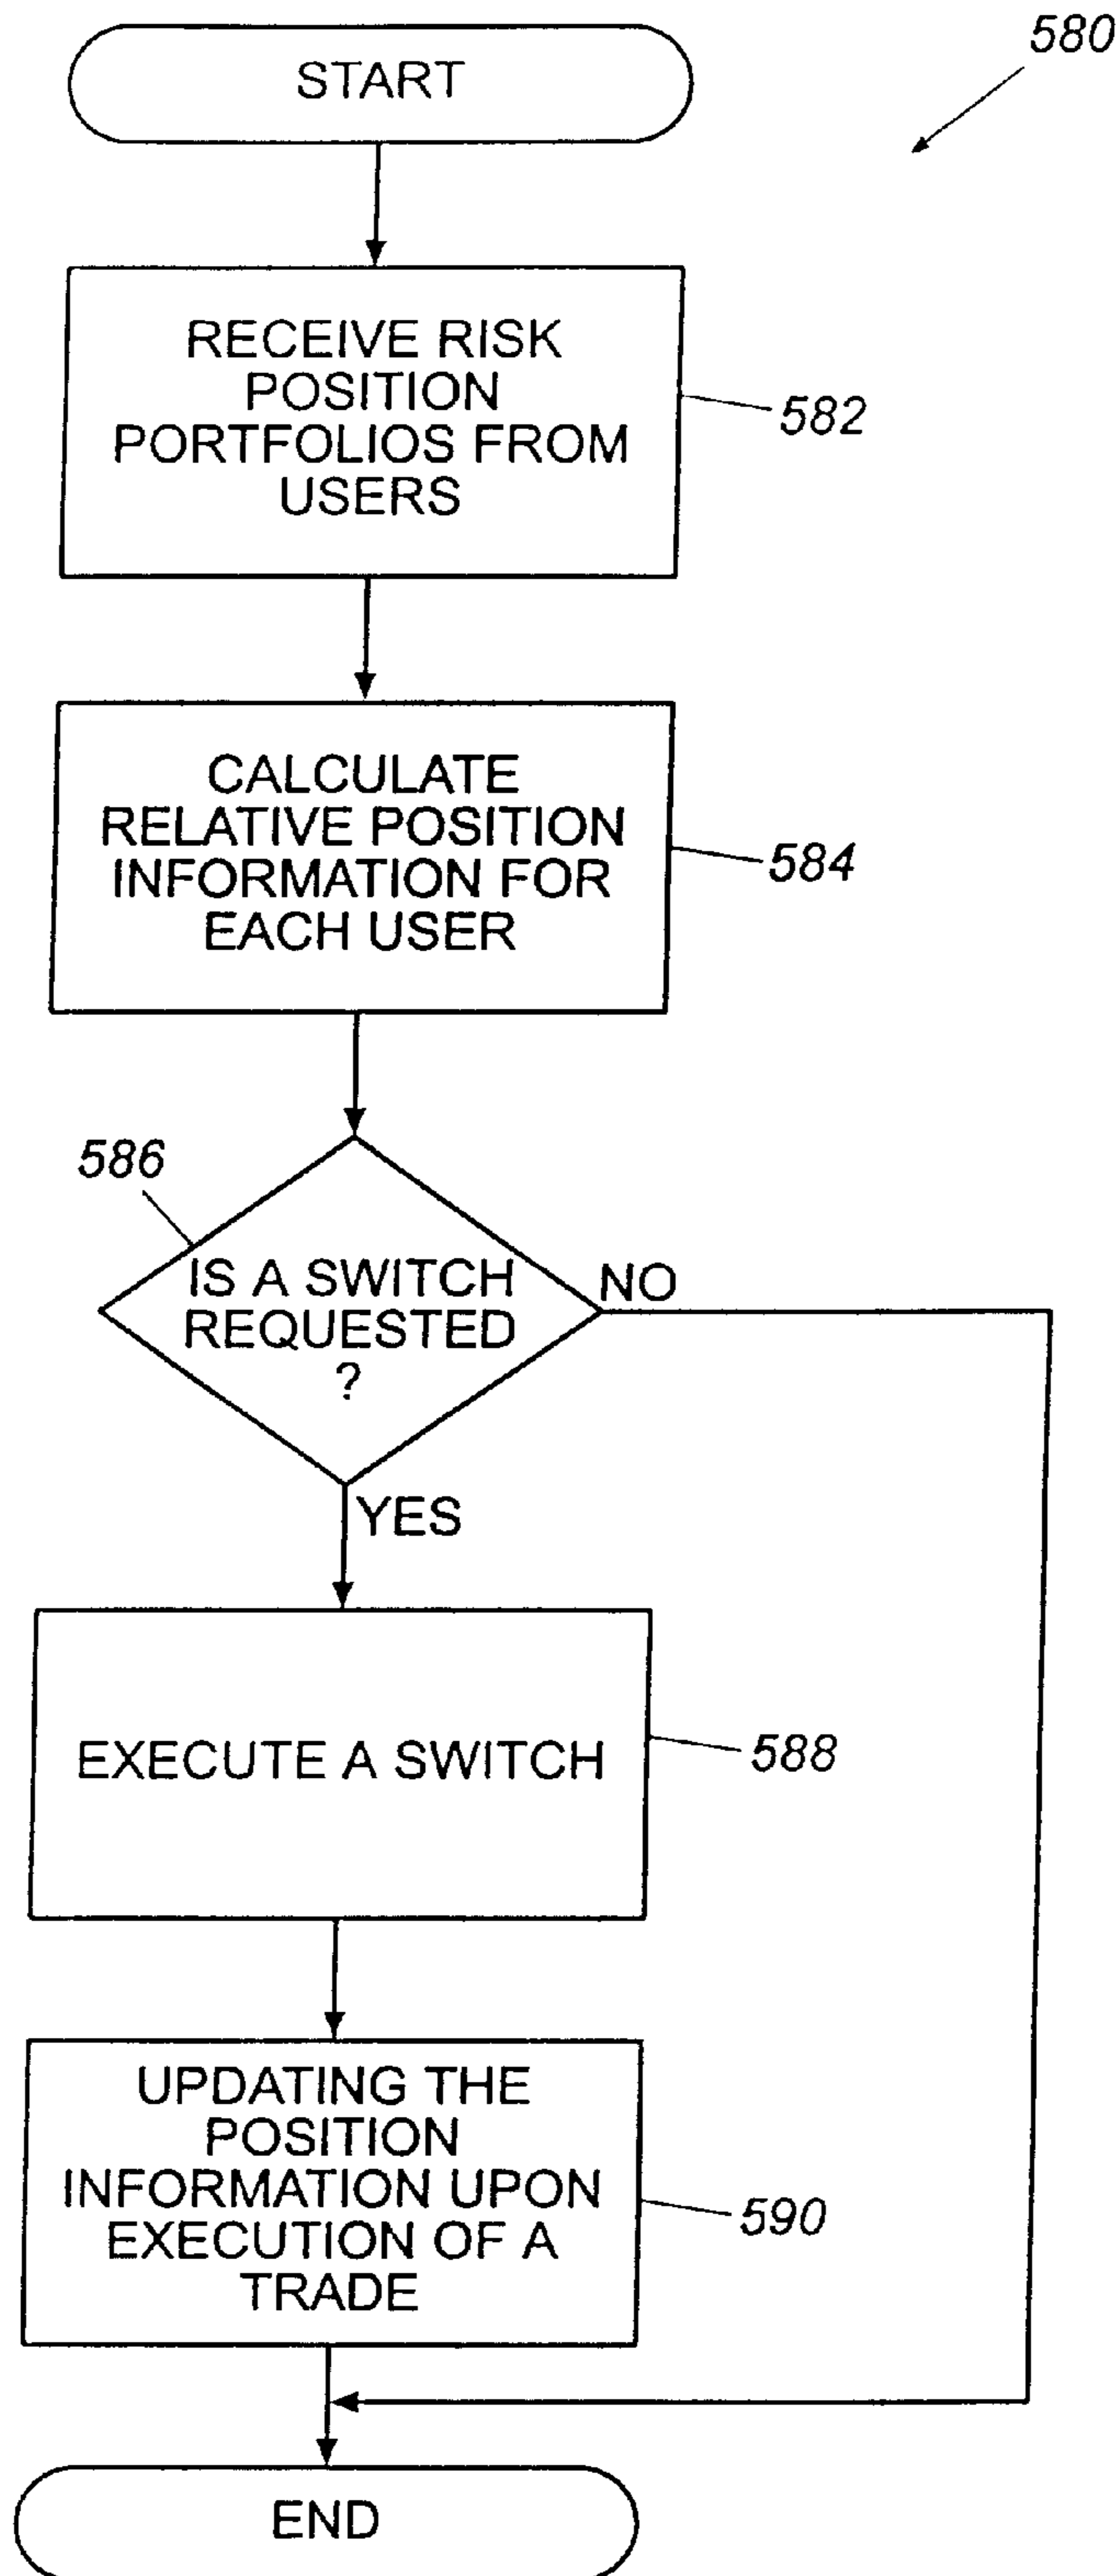 580
START
RECEIVE RISK
POSITION
PORTFOLIOS FROM
USERS
582
CALCULATE
RELATIVE POSITION
INFORMATION FOR
EACH USER
584
586
IS A SWITCH
REQUESTED
?
NO
YES
EXECUTE A SWITCH
588
UPDATING THE
POSITION
INFORMATION UPON
EXECUTION OF A
TRADE
590
END